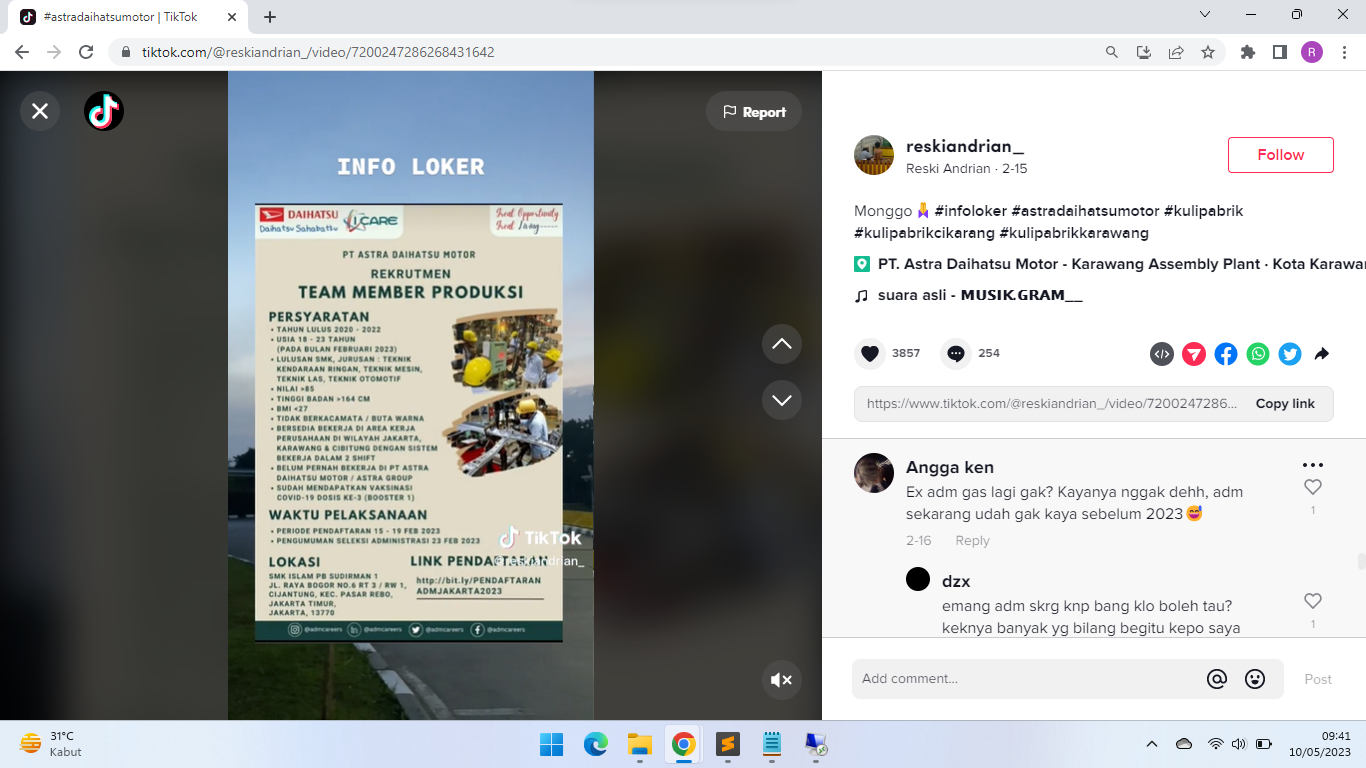 #astradaihatsumotor | TikTok
tiktok.com/@reskiandrian_/video/7200247286268431642
R
Report
INFO LOKER
DAIHATSU
Daihatsu Sahabatku
I.CARE
Real Opportunity
PT ASTRA DAIHATSU MOTOR
REKRUTMEN
TEAM MEMBER PRODUKSI
PERSYARATAN
• TAHUN LULUS 2020 - 2022
• USIA 18 - 23 TAHUN
(PADA BULAN FEBRUARI 2023)
• LULUSAN SMK, JURUSAN : TEKNIK
KENDARAAN RINGAN, TEKNIK MESIN,
TEKNIK LAS, TEKNIK OTOMOTIF
• NILAI >85
• TINGGI BADAN >164 CM
• BMI <27
• TIDAK BERKACAMATA / BUTA WARNA
• BERSEDIA BEKERJA DI AREA KERJA
PERUSAHAAN DI WILAYAH JAKARTA,
KARAWANG & CIBITUNG DENGAN SISTEM
BEKERJA DALAM 2 SHIFT
• BELUM PERNAH BEKERJA DI PT ASTRA
DAIHATSU MOTOR / ASTRA GROUP
• SUDAH MENDAPATKAN VAKSINASI
COVID-19 DOSIS KE-3 (BOOSTER 1)
WAKTU PELAKSANAAN
• PERIODE PENDAFTARAN 15 - 19 FEB 2023
• PENGUMUMAN SELEKSI ADMINISTRASI 23 FEB 2023
TikTok
@reskiandrian_
LOKASI
SMK ISLAM PB SUDIRMAN 1
JL. RAYA BOGOR NO.6 RT 3 / RW 1,
CIJANTUNG, KEC. PASAR REBO,
JAKARTA TIMUR,
JAKARTA, 13770
LINK PENDAFTARAN
http://bit.ly/PENDAFTARAN
ADMJAKARTA2023
@admcareers @admcareers @admcareers @admcareers
reskiandrian_
Reski Andrian · 2-15
Follow
Monggo #infoloker #astradaihatsumotor #kulipabrik
#kulipabrikcikarang #kulipabrikkarawang
PT. Astra Daihatsu Motor - Karawang Assembly Plant · Kota Karawan
suara asli - MUSIK.GRAM__
3857
254
https://www.tiktok.com/@reskiandrian_/video/7200247286...
Copy link
Angga ken
Ex adm gas lagi gak? Kayanya nggak dehh, adm
sekarang udah gak kaya sebelum 2023
1
2-16 Reply
dzx
emang adm skrg knp bang klo boleh tau?
keknya banyak yg bilang begitu kepo saya
1
Add comment...
Post
31°C
Kabut
09:41
10/05/2023